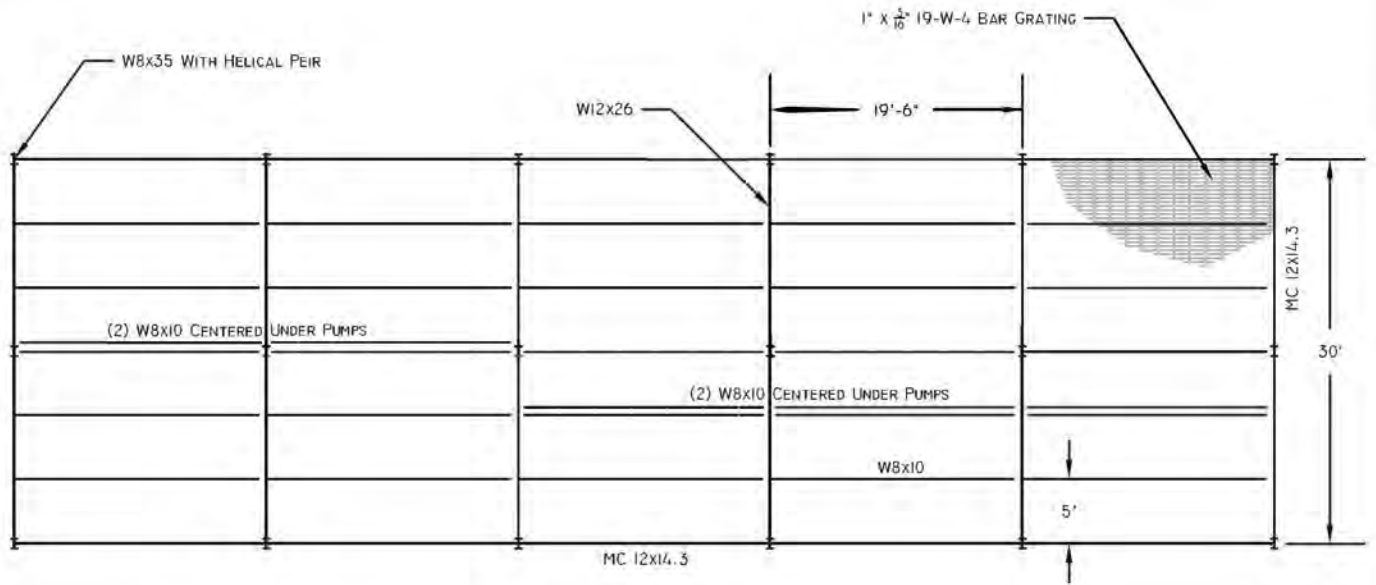 1" x 5/16" 19-W-4 BAR GRATING
W8x35 WITH HELICAL PEIR
W12x26
19'-6"
MC 12x14.3
(2) W8x10 CENTERED UNDER PUMPS
30'
(2) W8x10 CENTERED UNDER PUMPS
W8x10
5'
MC 12x14.3